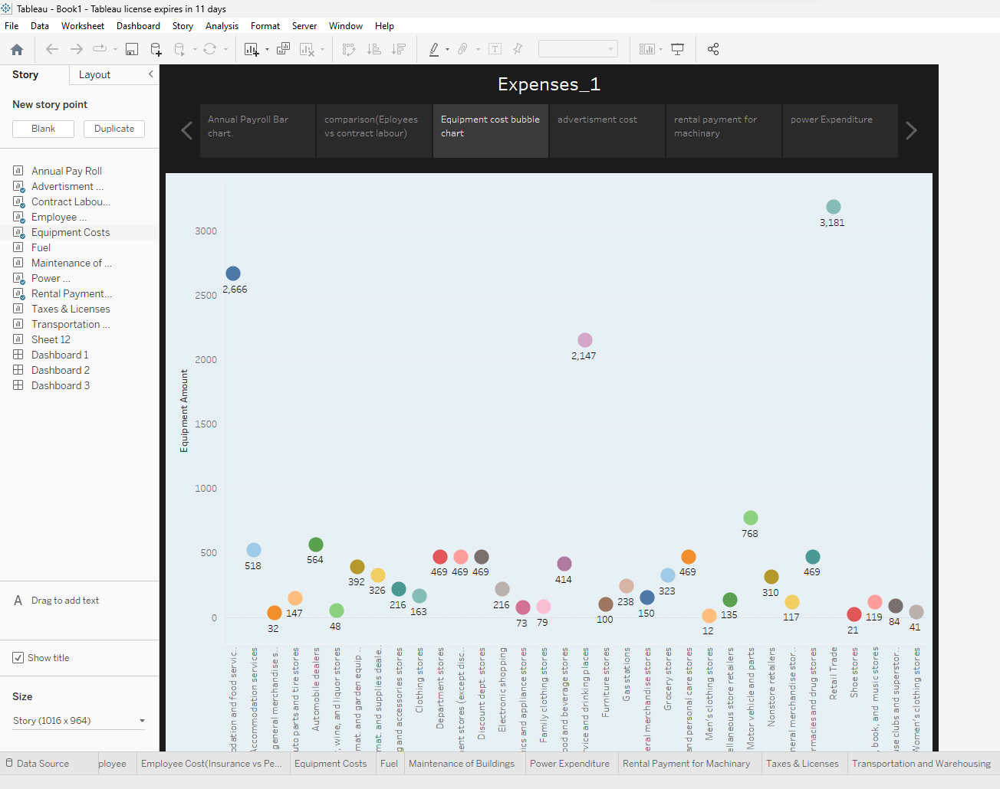 Tableau - Book1 - Tableau license expires in 11 days
File Data Worksheet Dashboard Story Analysis Format Server Window Help
Story Layout
New story point
Blank Duplicate
Annual Pay Roll
Advertisment ...
Contract Labou...
Employee ...
Equipment Costs
Fuel
Maintenance of ...
Power ...
Rental Payment...
Taxes & Licenses
Transportation ...
Sheet 12
Dashboard 1
Dashboard 2
Dashboard 3
A Drag to add text
Show title
Size
Story (1016 x 964)
Expenses_1
Annual Payroll Bar
chart.
comparison(Eployees
vs contract labour)
Equipment cost bubble
chart
advertisment cost
rental payment for
machinary
power Expenditure
Equipment Amount
3000
2500
2000
1500
1000
500
0
2,666
518
32
147
564
48
392
326
216
163
469
469
469
216
73
79
414
2,147
100
238
150
323
469
12
135
768
310
117
469
3,181
21
119
84
41
dation and food servic..
Accommodation services
general merchandise s..
uto parts and tire stores
Automobile dealers
, wine, and liquor stores
mat. and garden equip ..
mat. and supplies deale..
g and accessories stores
Clothing stores
Department stores
ent stores (except disc..
Discount dept. stores
Electronic shopping
ics and appliance stores
Family clothing stores
ood and beverage stores
rvice and drinking places
Furniture stores
Gas stations
eral merchandise stores
Grocery stores
and personal care stores
Men's clothing stores
ellaneous store retailers
Motor vehicle and parts
Nonstore retailers
neral merchandise stor..
rmacies and drug stores
Retail Trade
Shoe stores
, book, and music stores
use clubs and superstor..
Women's clothing stores
Data Source ployee Employee Cost(Insurance vs Pe... Equipment Costs Fuel Maintenance of Buildings Power Expenditure Rental Payment for Machinary Taxes & Licenses Transportation and Warehousing